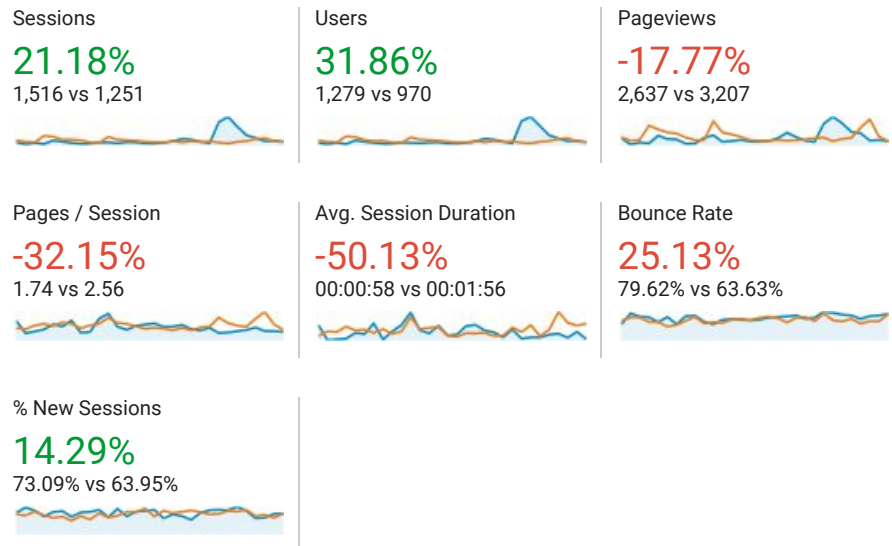 Sessions
21.18%
1,516 vs 1,251
Users
31.86%
1,279 vs 970
Pageviews
-17.77%
2,637 vs 3,207
Pages / Session
-32.15%
1.74 vs 2.56
Avg. Session Duration
-50.13%
00:00:58 vs 00:01:56
Bounce Rate
25.13%
79.62% vs 63.63%
% New Sessions
14.29%
73.09% vs 63.95%